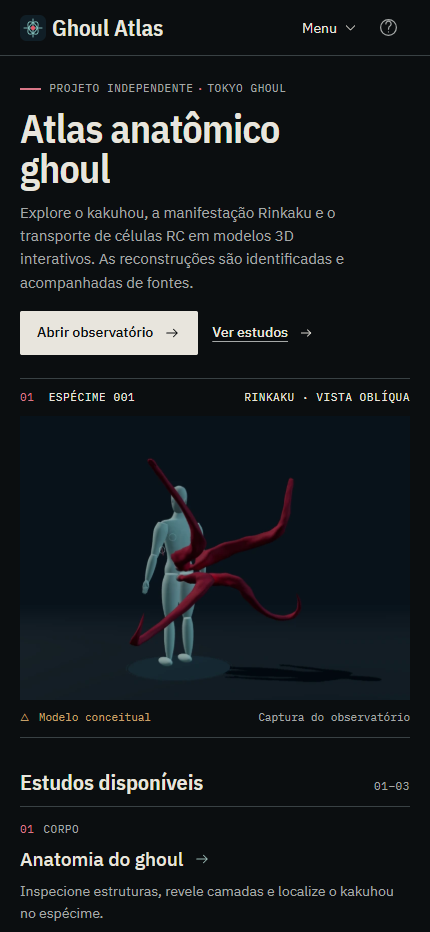 Ghoul Atlas
Menu
PROJETO INDEPENDENTE · TOKYO GHOUL
Atlas anatômico
ghoul
Explore o kakuhou, a manifestação Rinkaku e o
transporte de células RC em modelos 3D
interativos. As reconstruções são identificadas e
acompanhadas de fontes.
Abrir observatório →
Ver estudos →
01 ESPÉCIME 001
RINKAKU · VISTA OBLÍQUA
△ Modelo conceitual
Captura do observatório
Estudos disponíveis
01–03
01 CORPO
Anatomia do ghoul →
Inspecione estruturas, revele camadas e localize o kakuhou
no espécime.